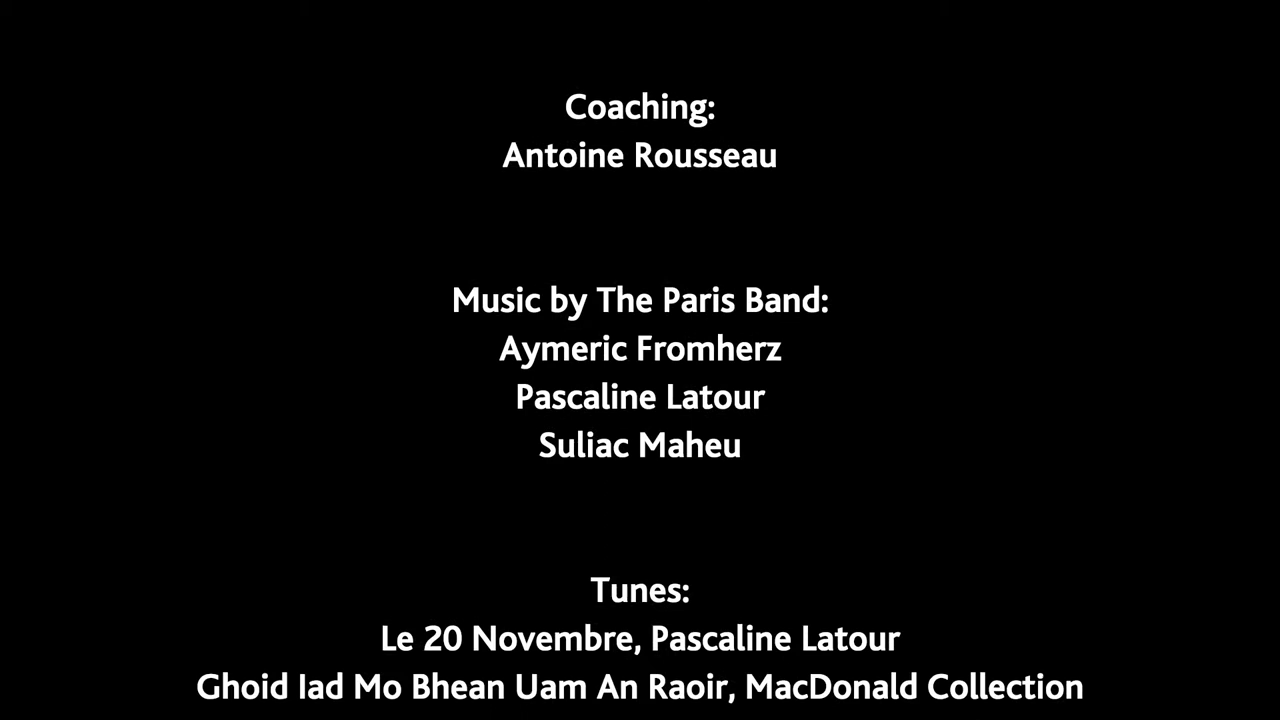 Coaching:
Antoine Rousseau
Music by The Paris Band:
Aymeric Fromherz
Pascaline Latour
Suliac Maheu
Tunes:
Le 20 Novembre, Pascaline Latour
Ghoid Iad Mo Bhean Uam An Raoir, MacDonald Collection